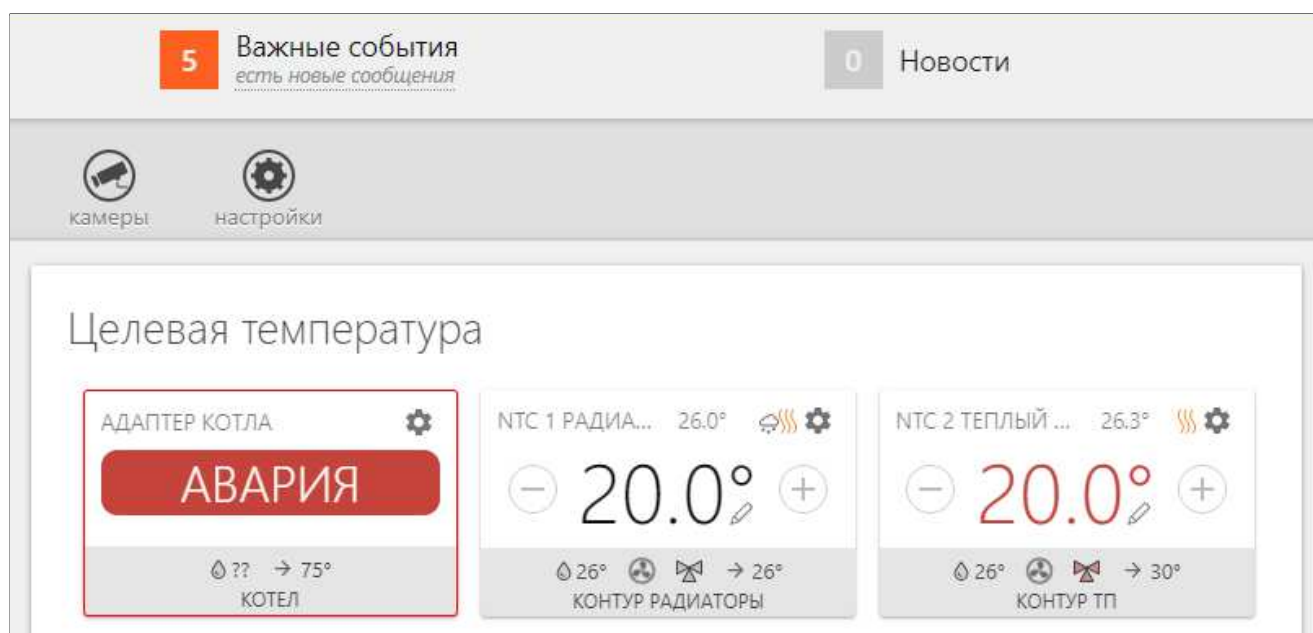 5 Важные события
есть новые сообщения
0 Новости
камеры настройки
Целевая температура
АДАПТЕР КОТЛА
АВАРИЯ
?? → 75°
КОТЕЛ
NTC 1 РАДИА... 26.0°
− 20.0° +
26° → 26°
КОНТУР РАДИАТОРЫ
NTC 2 ТЕПЛЫЙ ... 26.3°
− 20.0° +
26° → 30°
КОНТУР ТП